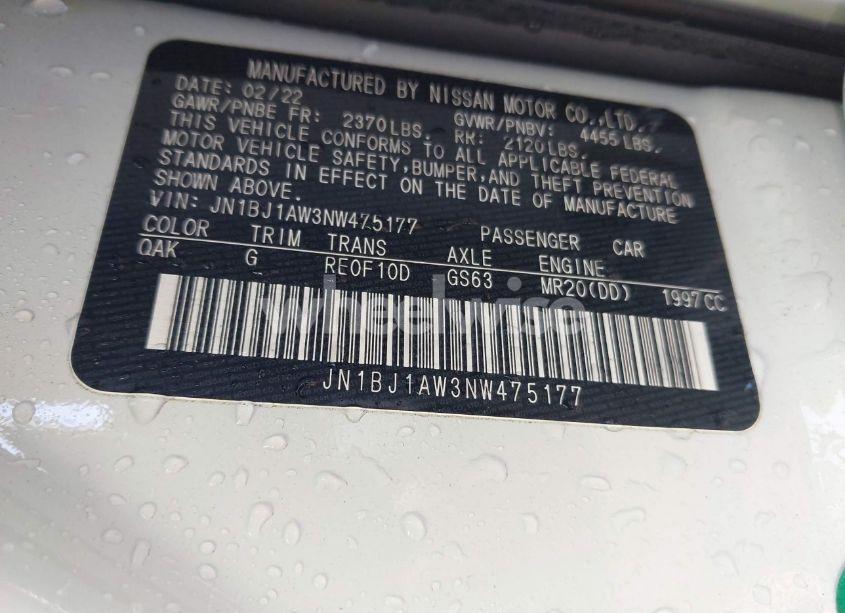 MANUFACTURED BY NISSAN MOTOR CO.,LTD.
DATE: 02/22
GAWR/PNBE FR: 2370LBS. GVWR/PNBV: 4455LBS.
RR: 2120LBS.
THIS VEHICLE CONFORMS TO ALL APPLICABLE FEDERAL
MOTOR VEHICLE SAFETY,BUMPER,AND THEFT PREVENTION
STANDARDS IN EFFECT ON THE DATE OF MANUFACTURE
SHOWN ABOVE.
VIN: JN1BJ1AW3NW475177 PASSENGER CAR
COLOR TRIM TRANS AXLE ENGINE
QAK G RE0F10D GS63 MR20(DD) 1997CC
wheelwise
JN1BJ1AW3NW475177